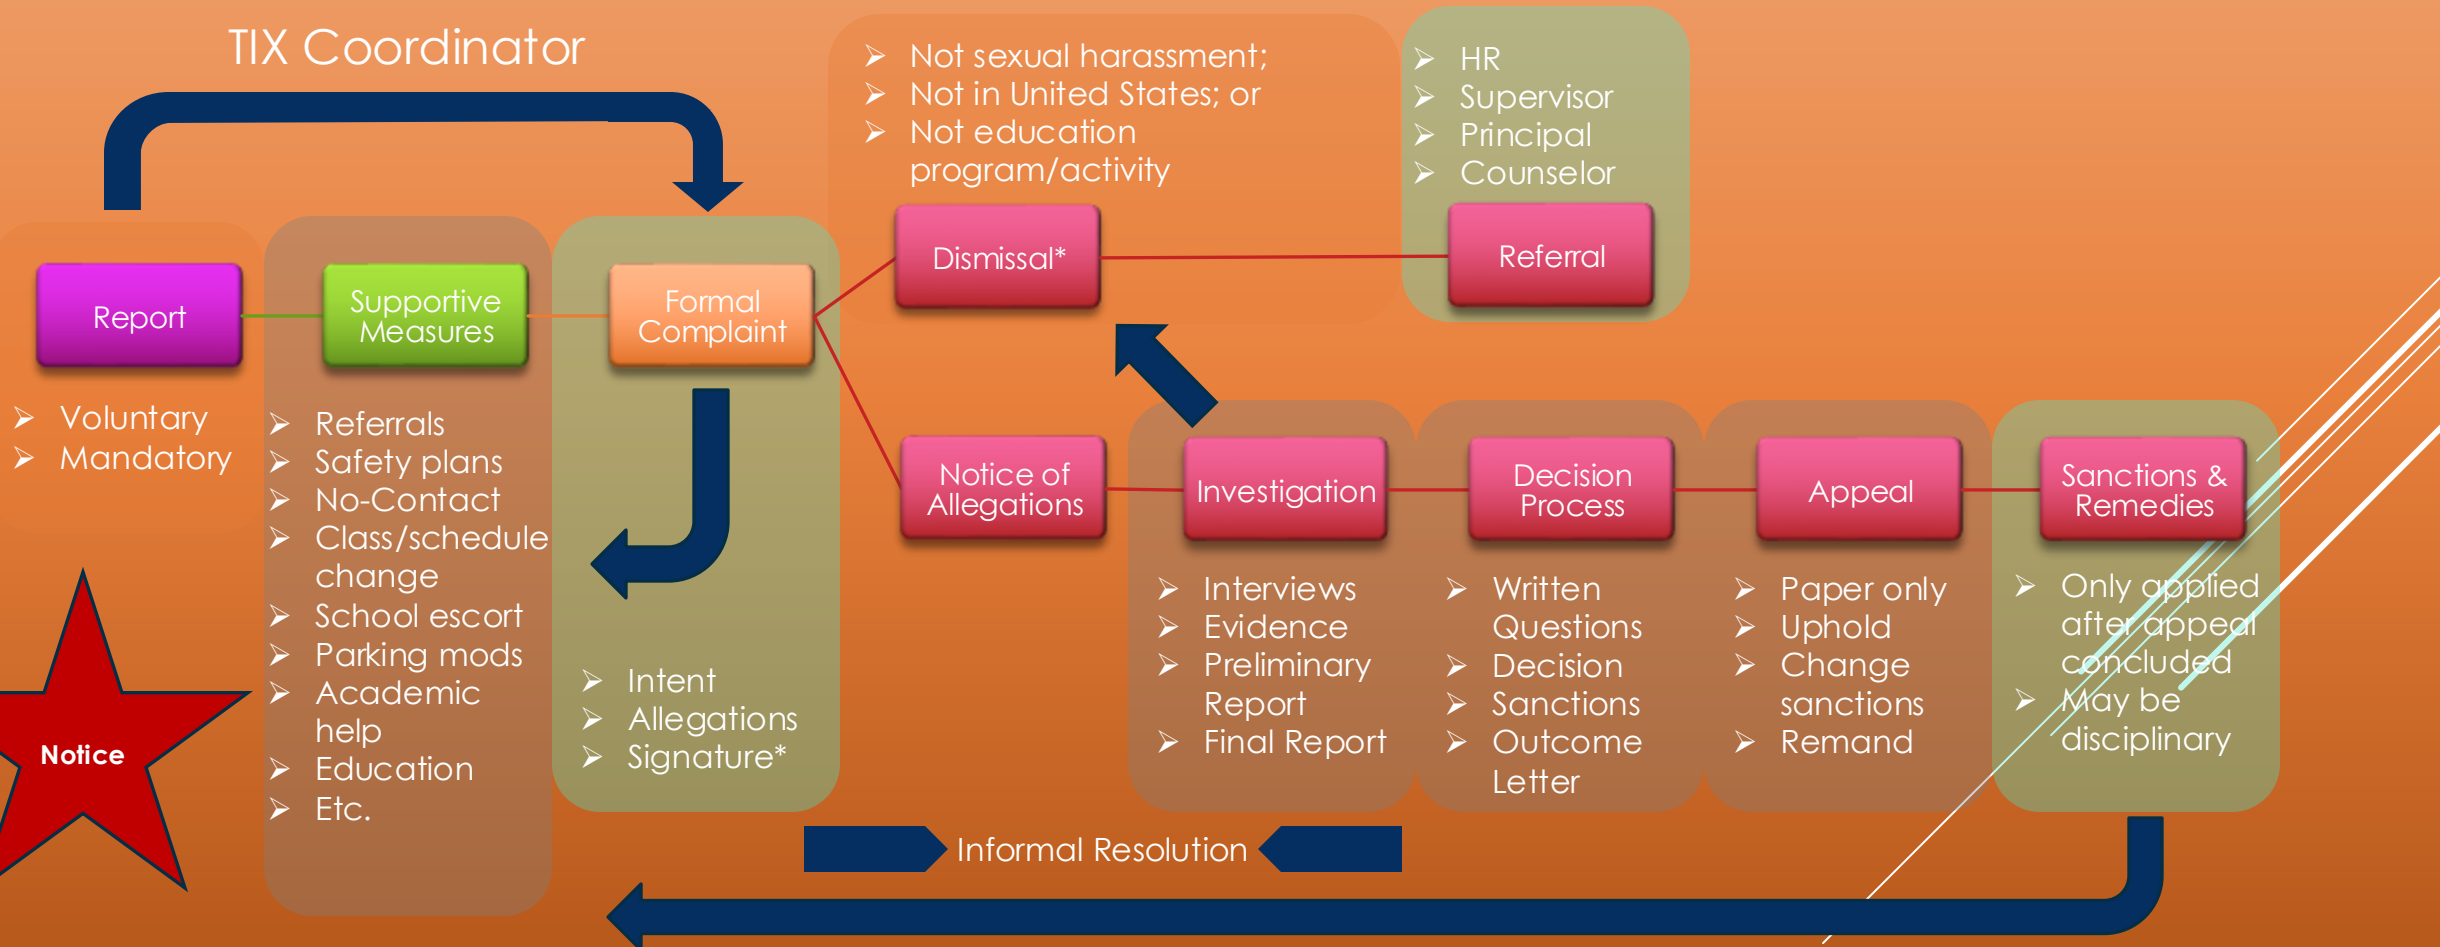 TIX Coordinator
Not sexual harassment;
Not in United States; or
Not education
program/activity
HR
Supervisor
Principal
Counselor
Dismissal*
Referral
Report
Supportive
Measures
Formal
Complaint
Voluntary
Mandatory
Referrals
Safety plans
No-Contact
Class/schedule
change
School escort
Parking mods
Academic
help
Education
Etc.
Intent
Allegations
Signature*
Notice of
Allegations
Investigation
Decision
Process
Appeal
Sanctions &
Remedies
Interviews
Evidence
Preliminary
Report
Final Report
Written
Questions
Decision
Sanctions
Outcome
Letter
Paper only
Uphold
Change
sanctions
Remand
Only applied
after appeal
concluded
May be
disciplinary
Notice
Informal Resolution